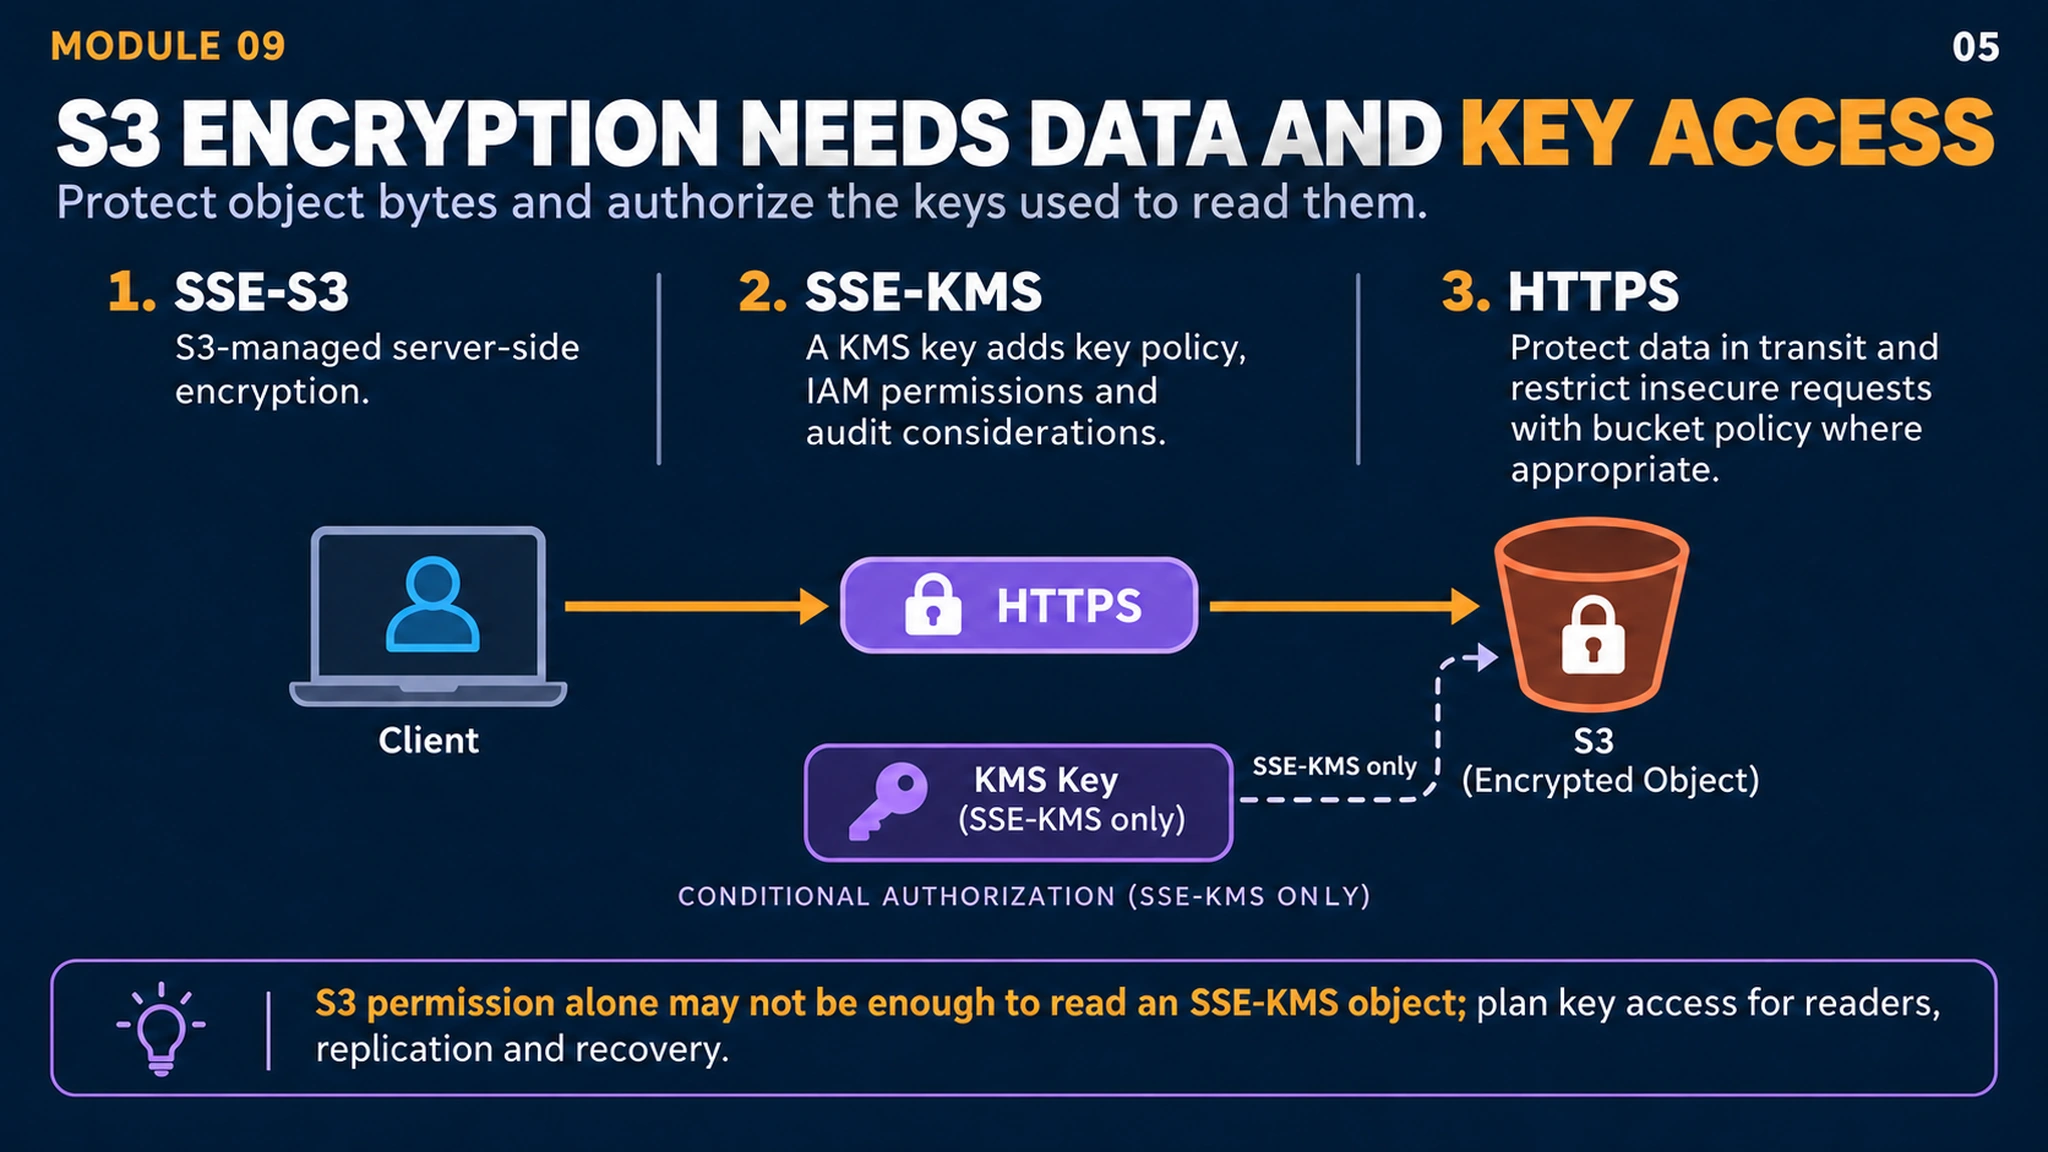 MODULE 09
05
S3 ENCRYPTION NEEDS DATA AND KEY ACCESS
Protect object bytes and authorize the keys used to read them.
1. SSE-S3
S3-managed server-side
encryption.
2. SSE-KMS
A KMS key adds key policy,
IAM permissions and
audit considerations.
3. HTTPS
Protect data in transit and
restrict insecure requests
with bucket policy where
appropriate.
Client
HTTPS
S3
(Encrypted Object)
KMS Key
(SSE-KMS only)
SSE-KMS only
CONDITIONAL AUTHORIZATION (SSE-KMS ONLY)
S3 permission alone may not be enough to read an SSE-KMS object; plan key access for readers,
replication and recovery.